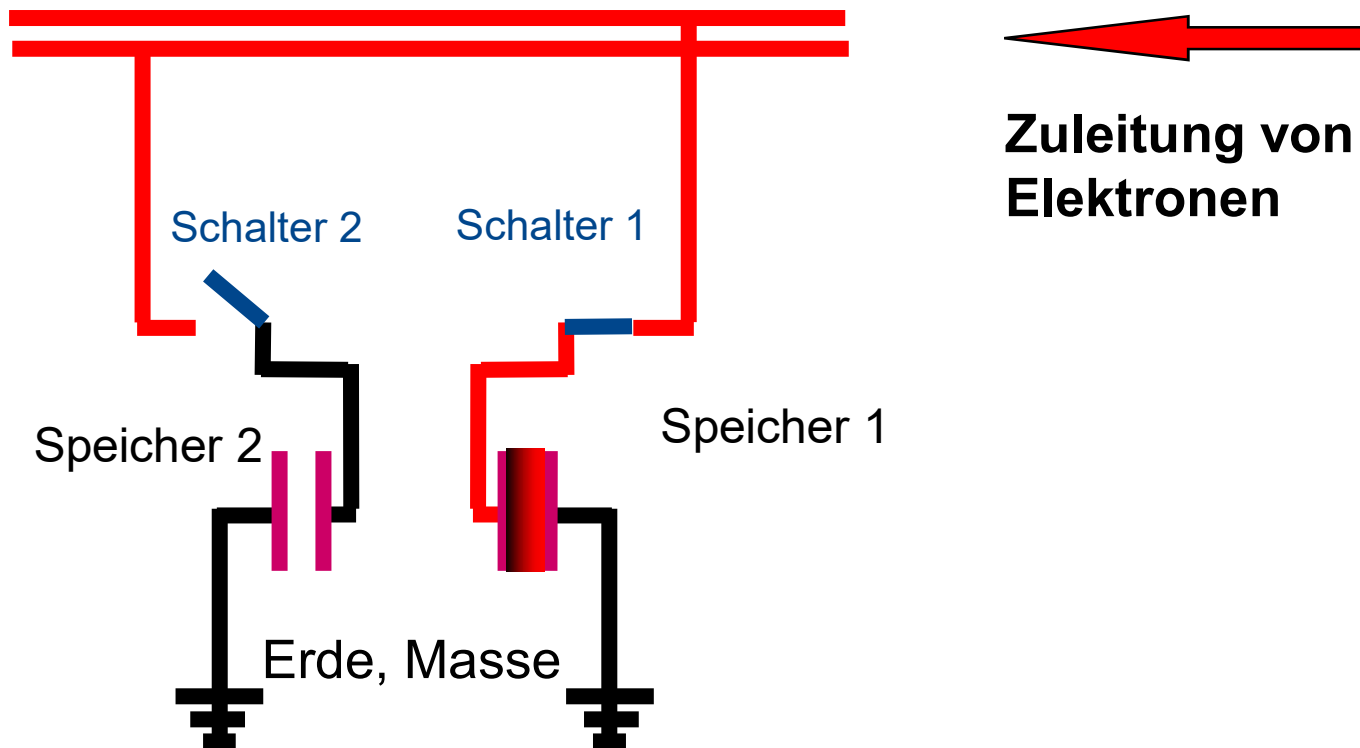 Zuleitung von
Elektronen
Schalter 2
Schalter 1
Speicher 2
Speicher 1
Erde, Masse